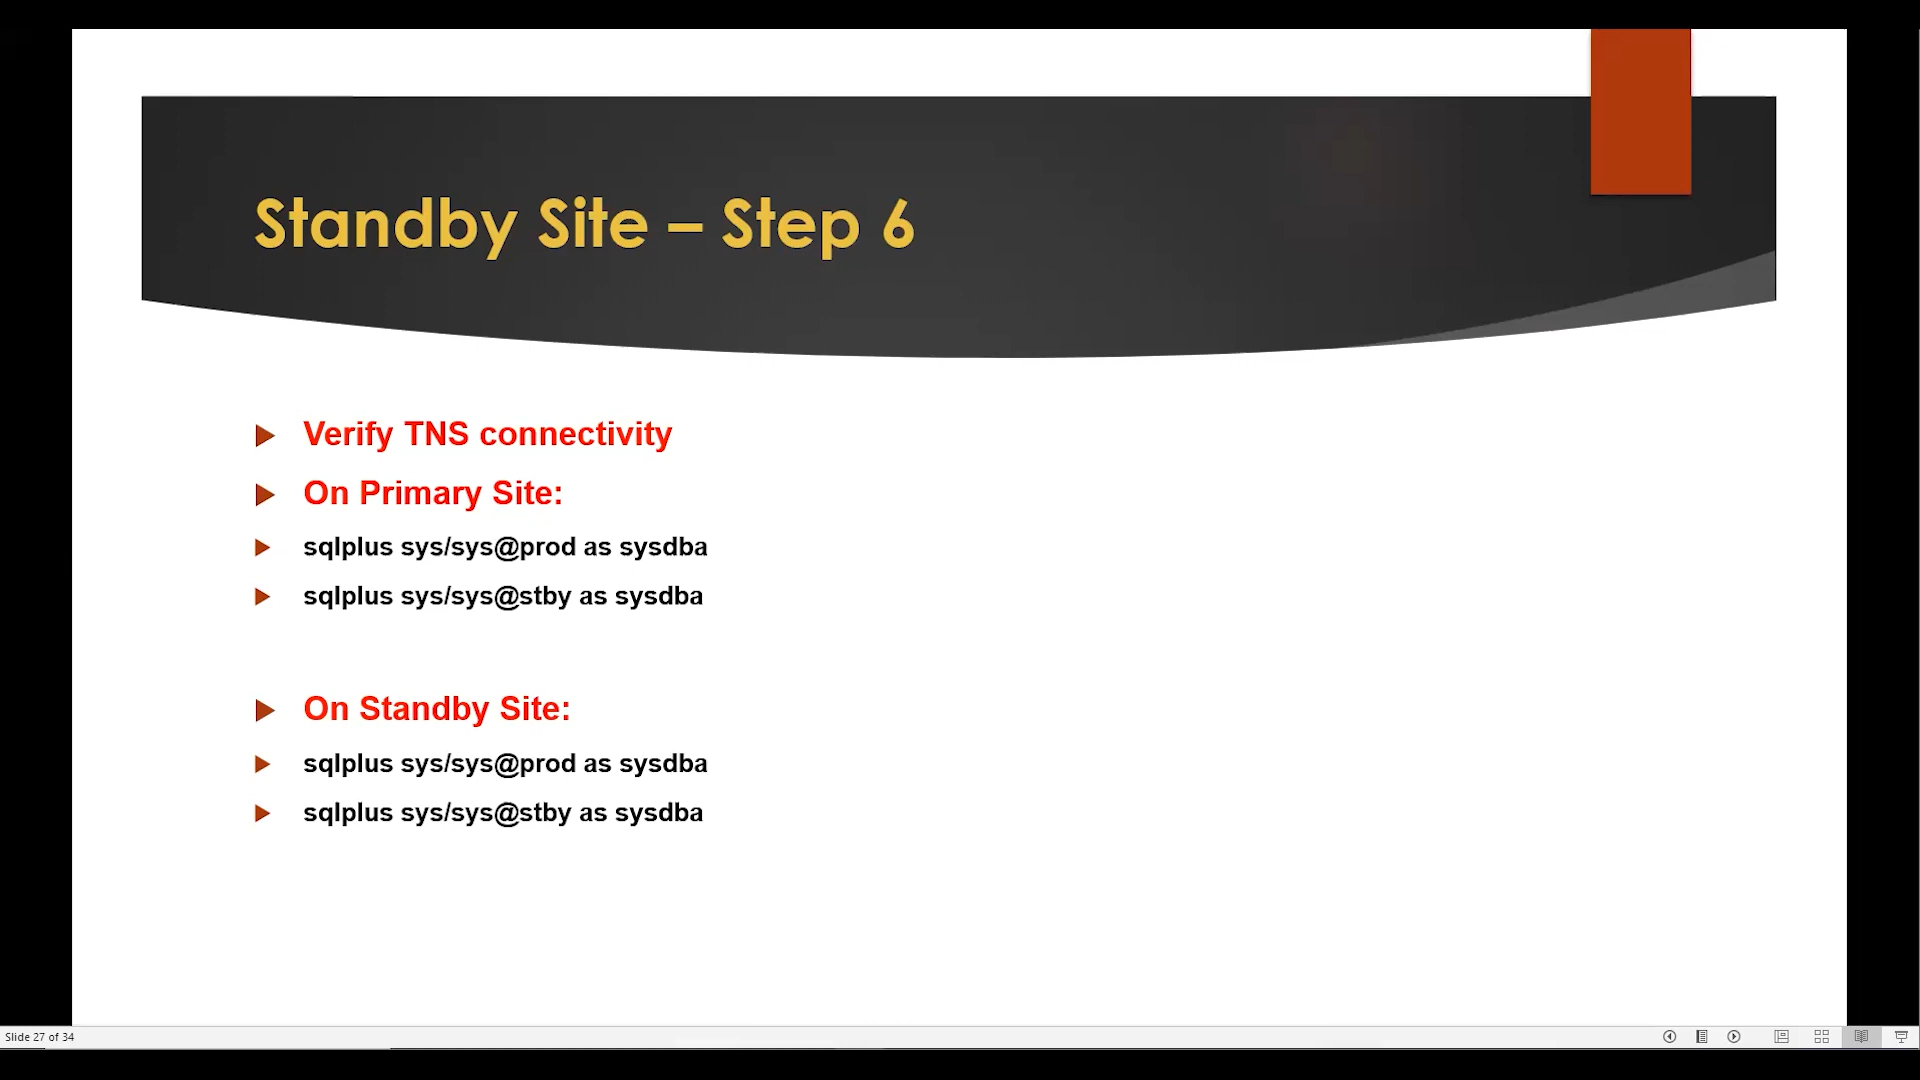 Standby Site – Step 6
Verify TNS connectivity
On Primary Site:
sqlplus sys/sys@prod as sysdba
sqlplus sys/sys@stby as sysdba
On Standby Site:
sqlplus sys/sys@prod as sysdba
sqlplus sys/sys@stby as sysdba
Slide 27 of 34